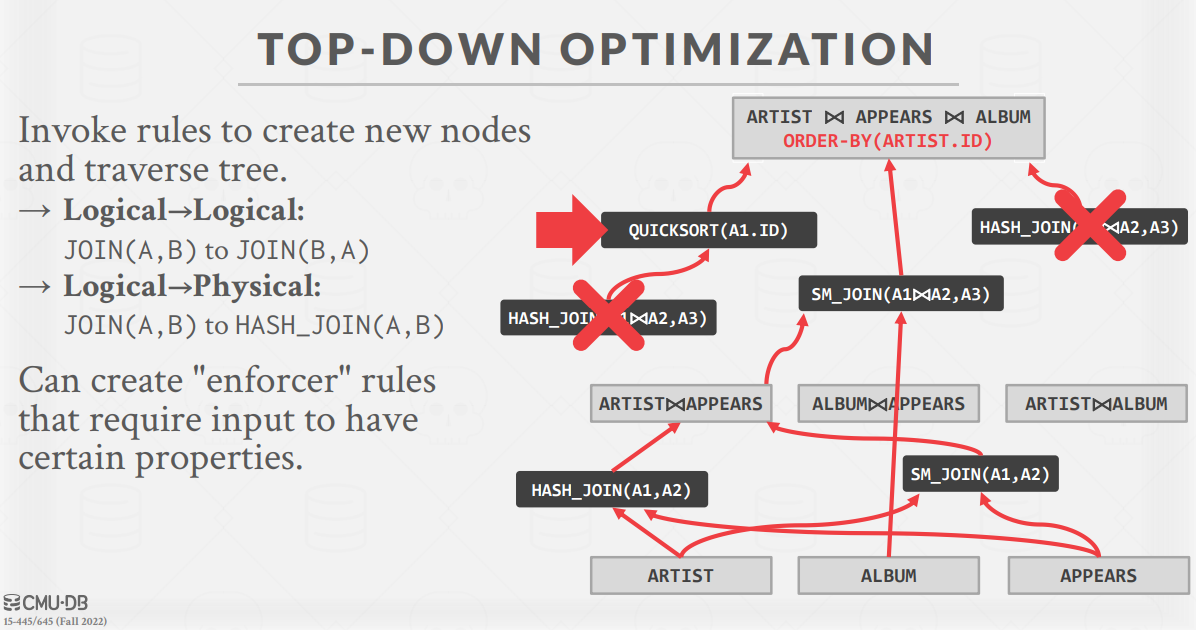 TOP-DOWN OPTIMIZATION
Invoke rules to create new nodes
and traverse tree.
→ Logical→Logical:
JOIN(A,B) to JOIN(B,A)
→ Logical→Physical:
JOIN(A,B) to HASH_JOIN(A,B)
Can create "enforcer" rules
that require input to have
certain properties.
ARTIST ⋈ APPEARS ⋈ ALBUM
ORDER-BY(ARTIST.ID)
QUICKSORT(A1.ID)
HASH_JOIN( ⋈A2,A3)
SM_JOIN(A1⋈A2,A3)
HASH_JOIN 1⋈A2,A3)
ARTIST⋈APPEARS
ALBUM⋈APPEARS
ARTIST⋈ALBUM
HASH_JOIN(A1,A2)
SM_JOIN(A1,A2)
ARTIST
ALBUM
APPEARS
CMU·DB
15-445/645 (Fall 2022)